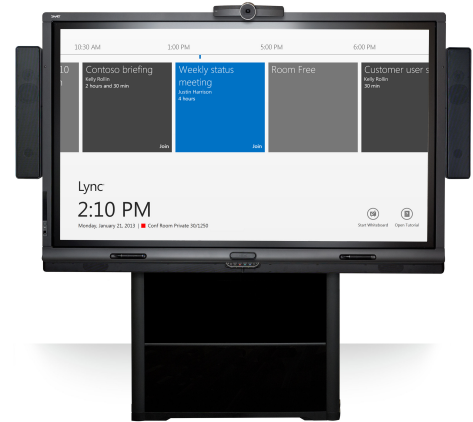 SMART
10:30 AM 1:00 PM 5:00 PM 6:00 PM
10 Contoso briefing Weekly status Room Free Customer user s
Kelly Rollin meeting Kelly Rollin
2 hours and 30 min Justin Harrison 30 min
4 hours
Join Join
Lync
2:10 PM
Monday, January 21, 2013 | Conf Room Private 30/1250
Start Whiteboard Open Tutorial